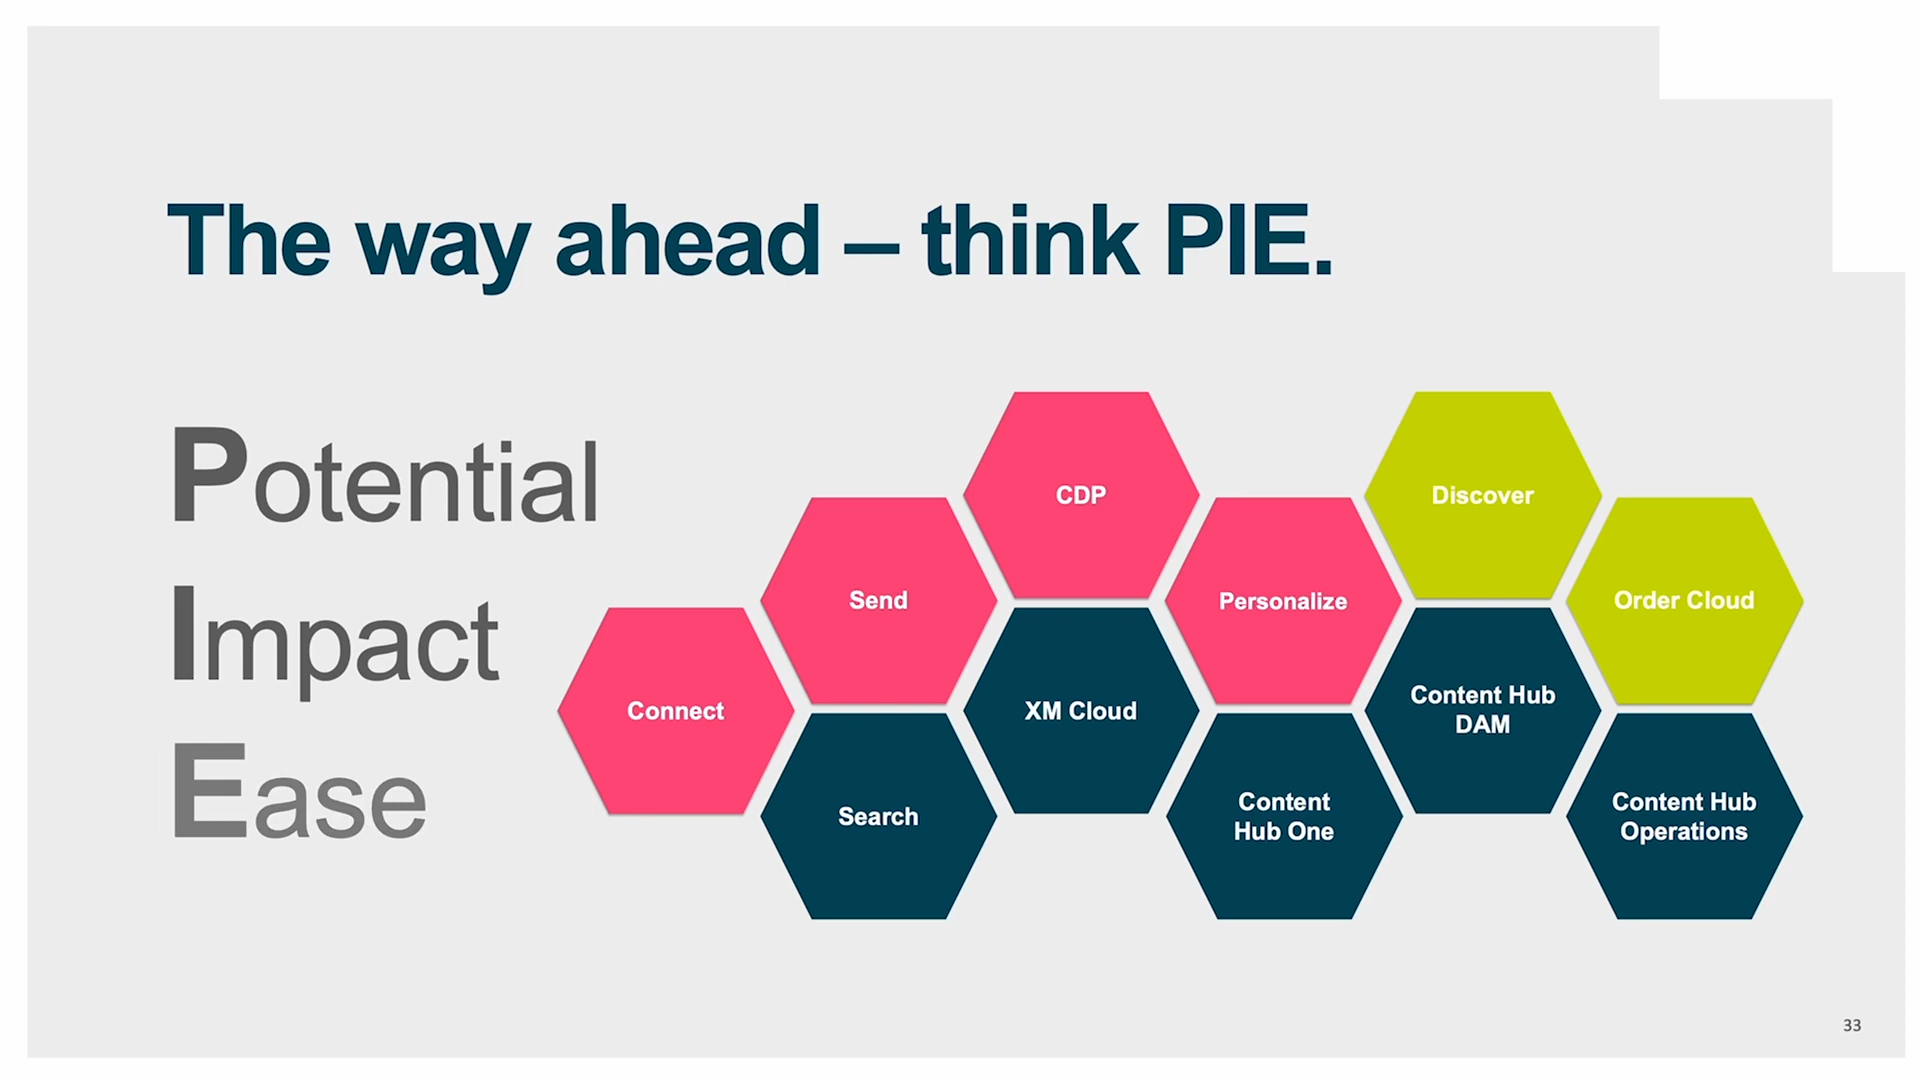 The way ahead – think PIE.
Potential
Impact
Ease
CDP
Discover
Send
Personalize
Order Cloud
Connect
XM Cloud
Content Hub
DAM
Search
Content
Hub One
Content Hub
Operations
33